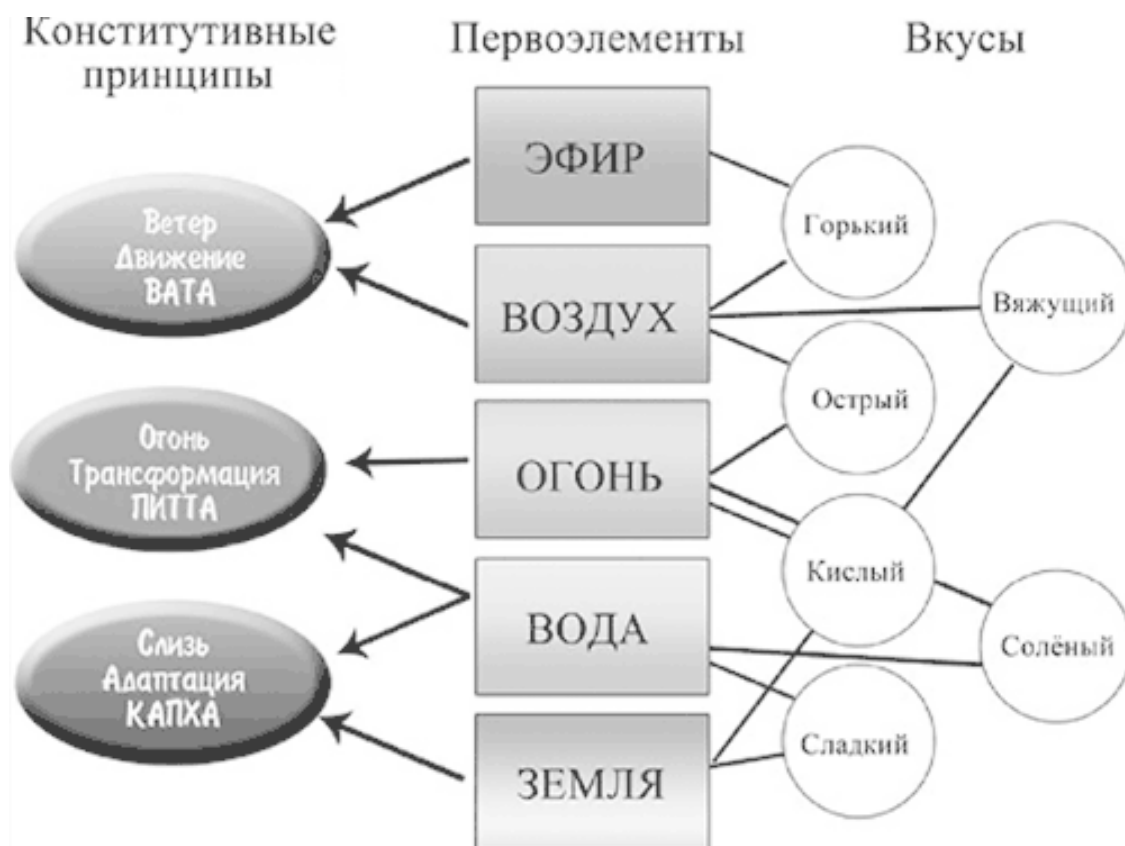 Конститутивные
принципы
Первоэлементы
Вкусы
Ветер
Движение
ВАТА
Огонь
Трансформация
ПИТТА
Слизь
Адаптация
КАПХА
ЭФИР
ВОЗДУХ
ОГОНЬ
ВОДА
ЗЕМЛЯ
Горький
Вяжущий
Острый
Кислый
Солёный
Сладкий